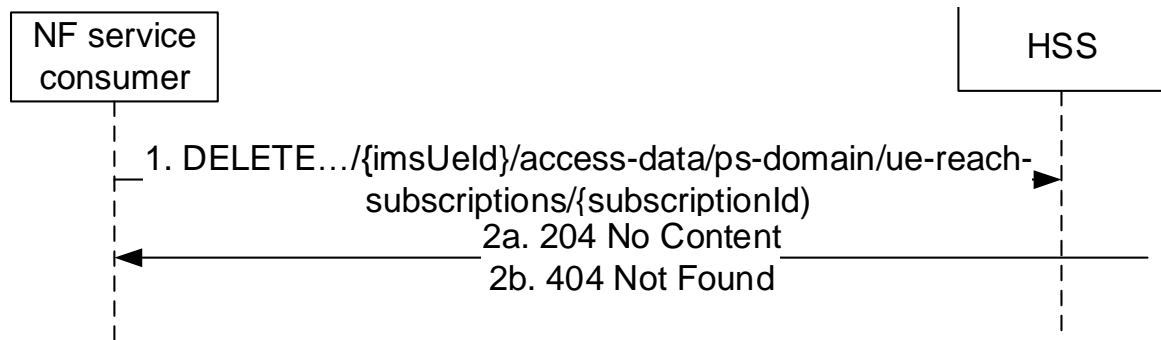 NF service
consumer
HSS
1. DELETE…/{imsUeId}/access-data/ps-domain/ue-reach-
subscriptions/{subscriptionId)
2a. 204 No Content
2b. 404 Not Found